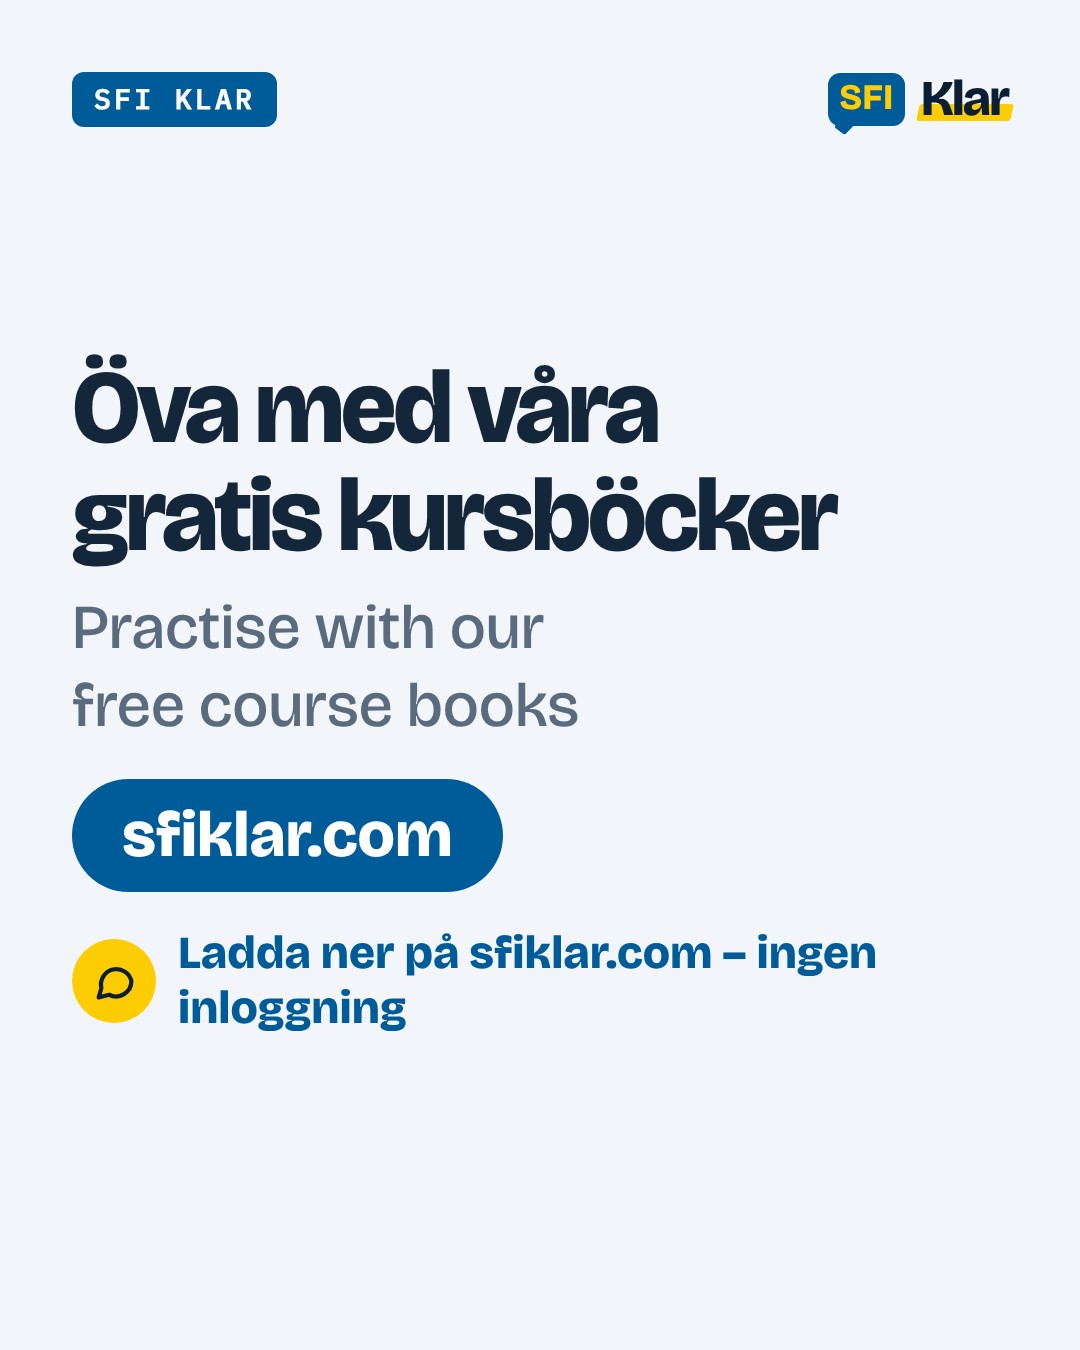 SFI KLAR
SFI Klar
Öva med våra
gratis kursböcker
Practise with our
free course books
sfiklar.com
Ladda ner på sfiklar.com – ingen
inloggning